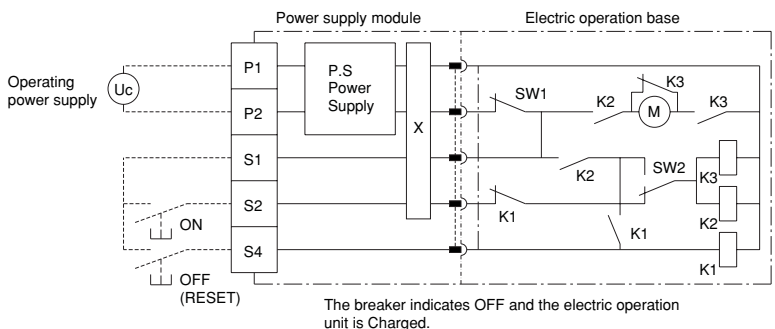 Power supply module
Electric operation base
Operating
power supply
Uc
P1
P2
S1
S2
S4
P.S
Power
Supply
X
SW1
K2
M
K3
K3
K2
SW2
K3
K1
K1
K2
K1
ON
OFF
(RESET)
The breaker indicates OFF and the electric operation
unit is Charged.